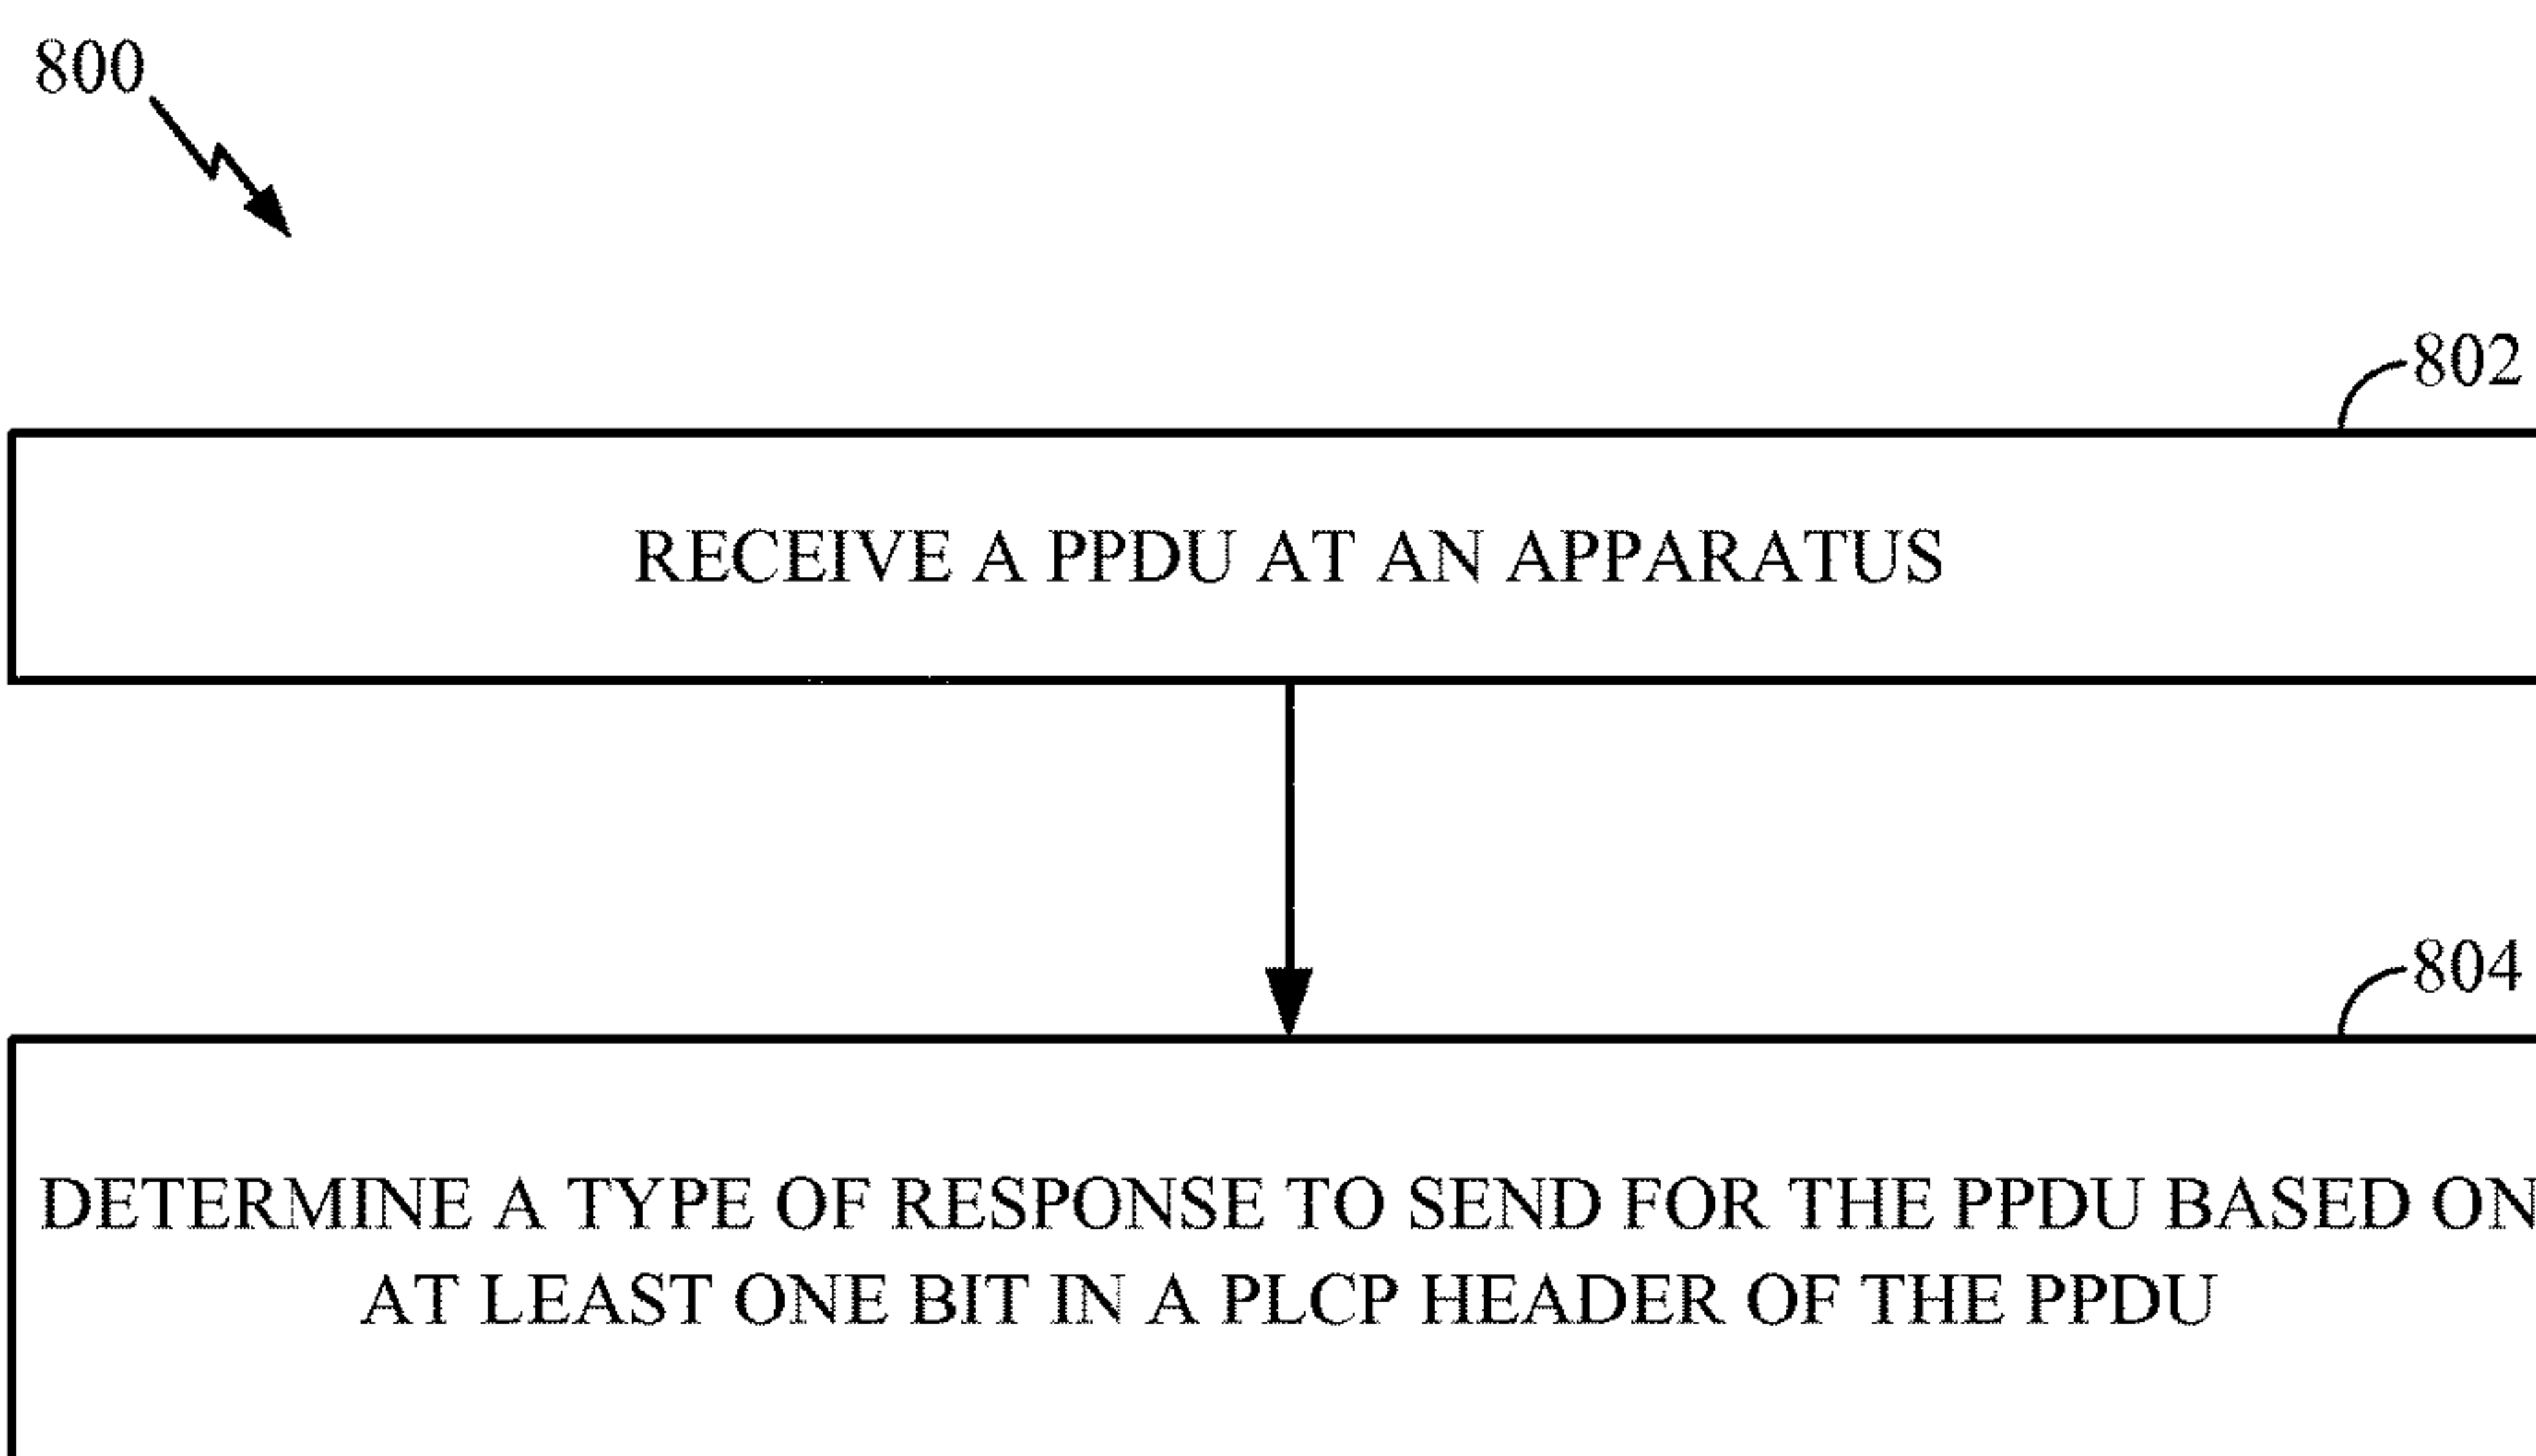 800
802
RECEIVE A PPDU AT AN APPARATUS
804
DETERMINE A TYPE OF RESPONSE TO SEND FOR THE PPDU BASED ON
AT LEAST ONE BIT IN A PLCP HEADER OF THE PPDU